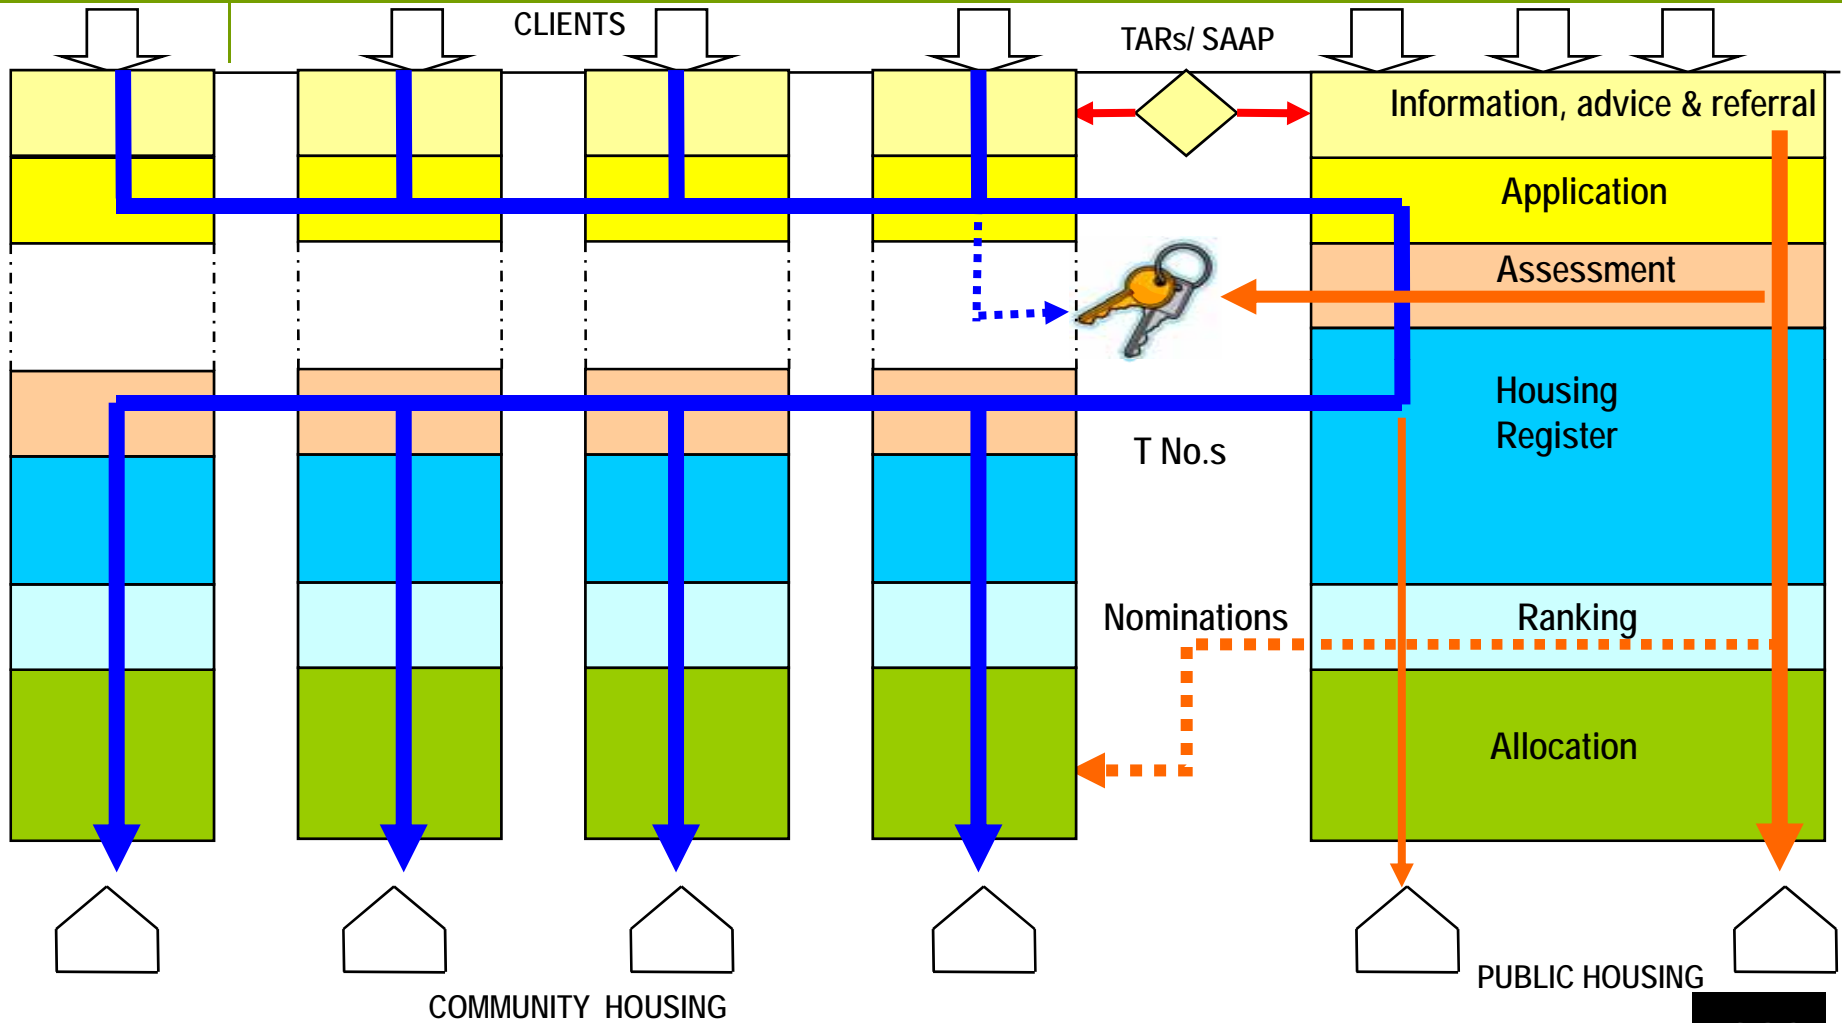 CLIENTS
TARs/ SAAP
Information, advice & referral
Application
Assessment
Housing
Register
T No.s
Nominations
Ranking
Allocation
PUBLIC HOUSING
COMMUNITY  HOUSING